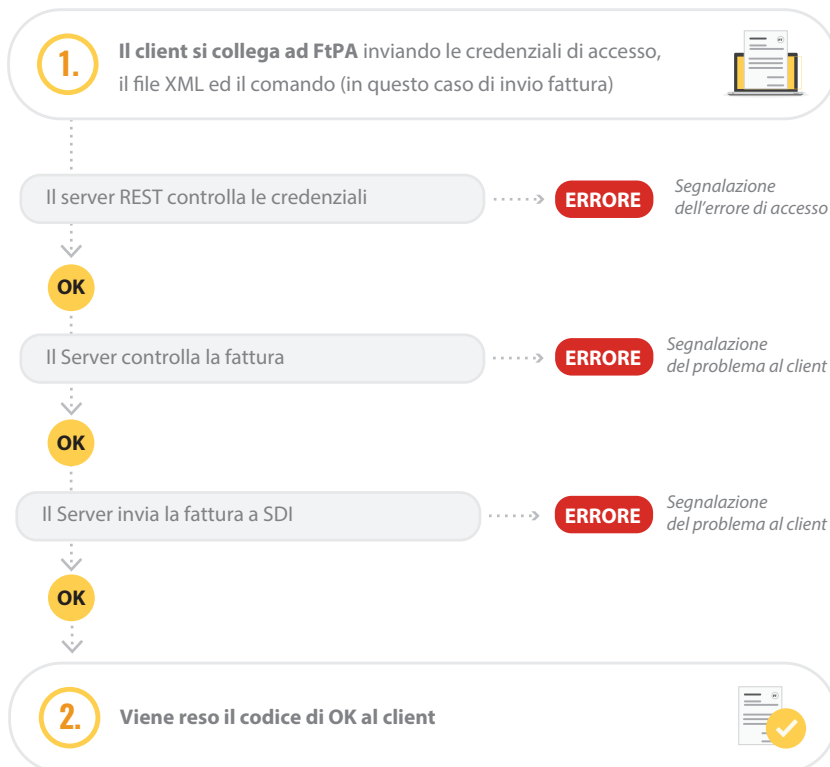 1.
Il client si collega ad FtPA inviando le credenziali di accesso,
il file XML ed il comando (in questo caso di invio fattura)
Il server REST controlla le credenziali
ERRORE
Segnalazione
dell'errore di accesso
OK
Il Server controlla la fattura
ERRORE
Segnalazione
del problema al client
OK
Il Server invia la fattura a SDI
ERRORE
Segnalazione
del problema al client
OK
2.
Viene reso il codice di OK al client